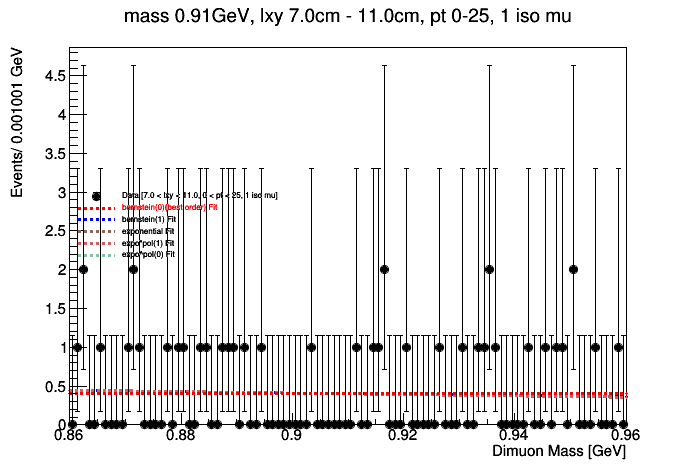 mass 0.91GeV, lxy 7.0cm - 11.0cm, pt 0-25, 1 iso mu
Events/ 0.001001 GeV
4.5
4
3.5
3
2.5
2
1.5
1
0.5
0
Data [7.0 < lxy < 11.0, 0 < pt < 25, 1 iso mu]
bernstein(0)(best order) Fit
bernstein(1) Fit
exponential Fit
expo*pol(1) Fit
expo*pol(0) Fit
0.86 0.88 0.9 0.92 0.94 0.96
Dimuon Mass [GeV]